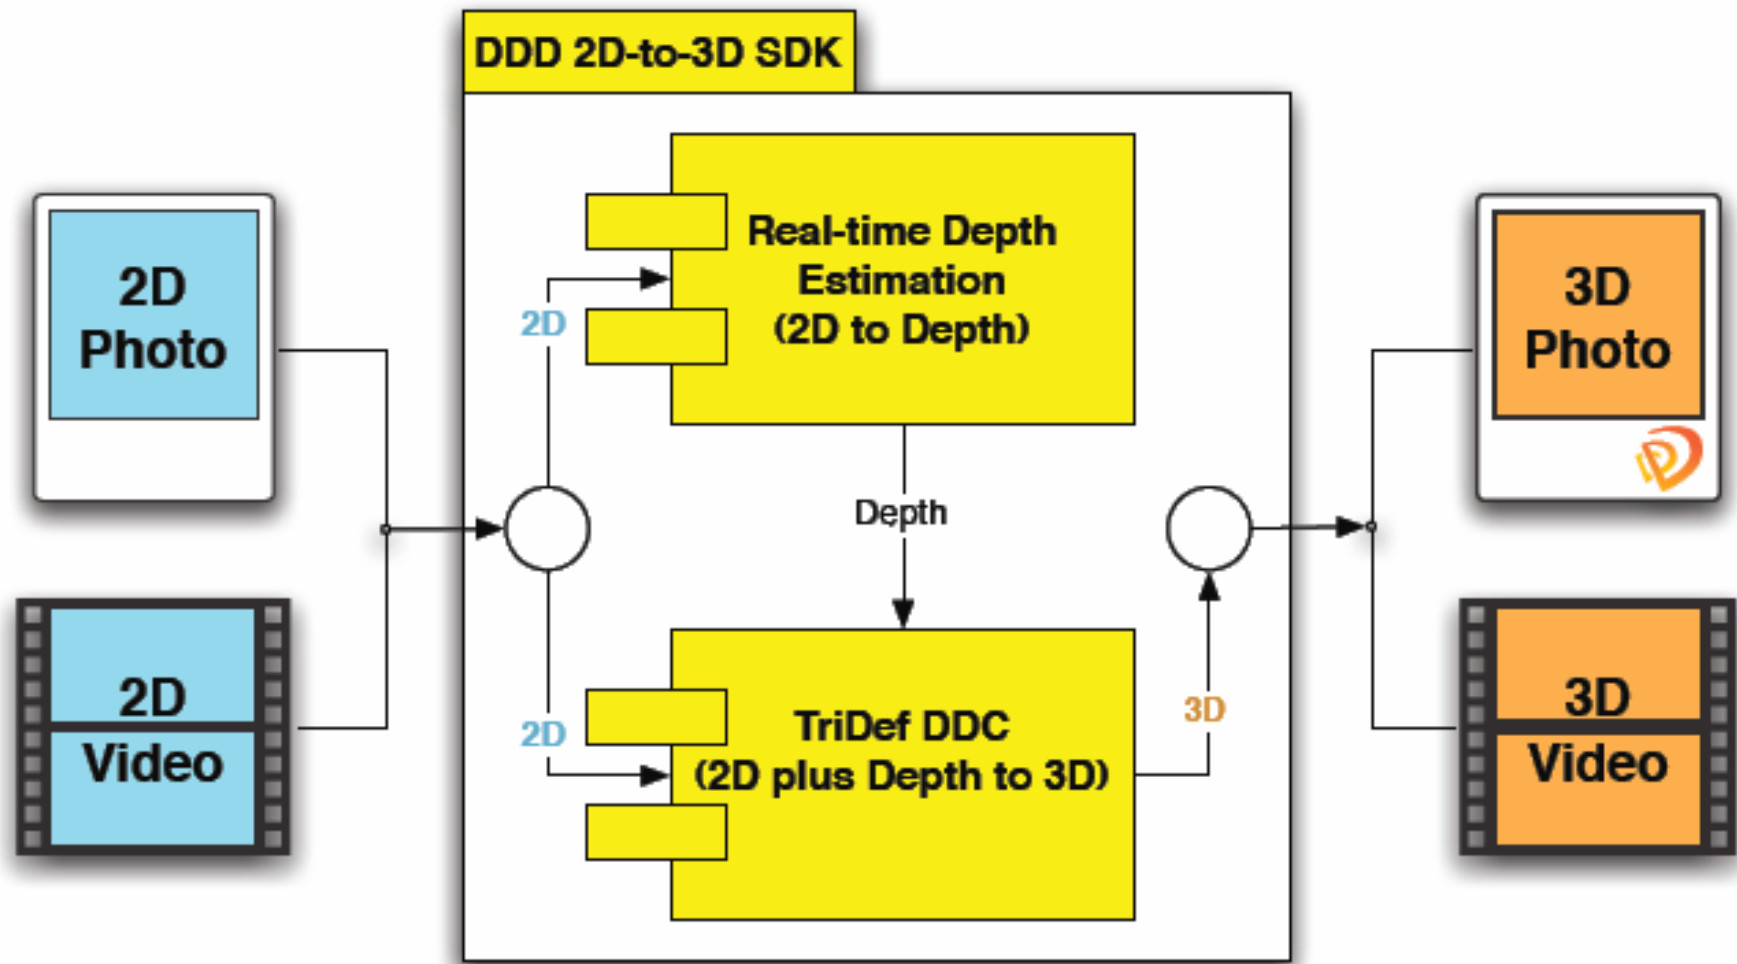 DDD 2D-to-3D SDK
2D
Photo
2D
Video
2D
2D
Real-time Depth
Estimation
(2D to Depth)
Depth
TriDef DDC
(2D plus Depth to 3D)
3D
3D
Photo
3D
Video